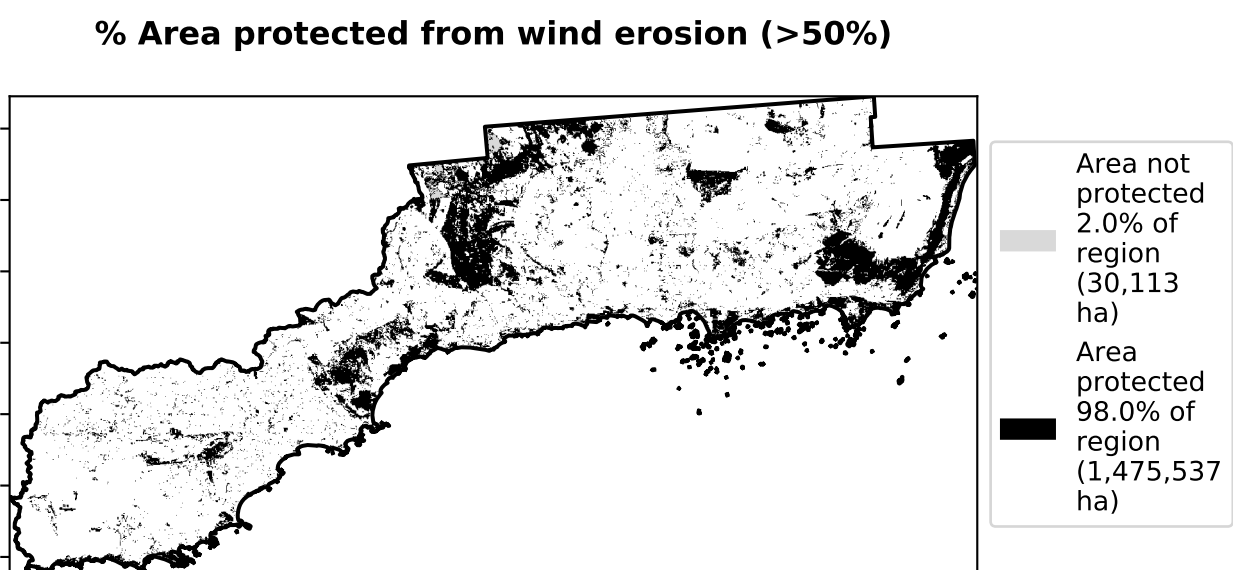 % Area protected from wind erosion (>50%)
Area not
protected
2.0% of
region
(30,113
ha)
Area
protected
98.0% of
region
(1,475,537
ha)